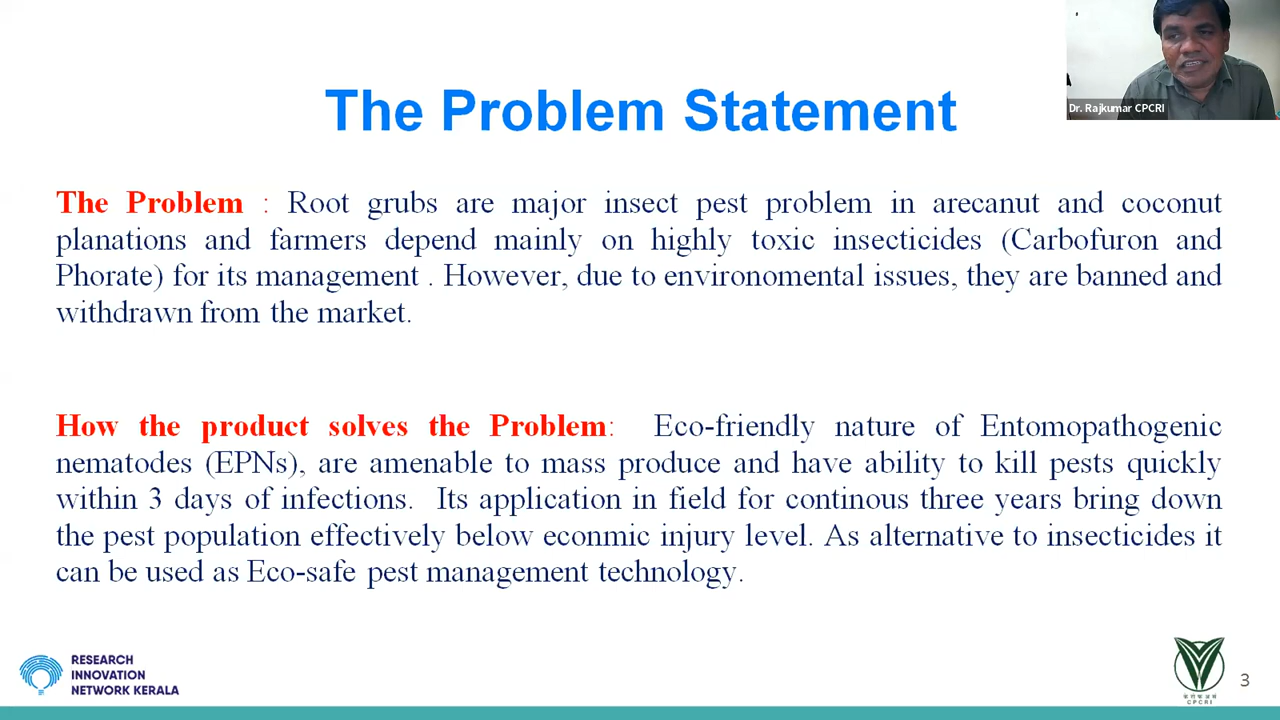 Dr. Rajkumar CPCRI
The Problem Statement
The Problem : Root grubs are major insect pest problem in arecanut and coconut
planations and farmers depend mainly on highly toxic insecticides (Carbofuron and
Phorate) for its management . However, due to environomental issues, they are banned and
withdrawn from the market.
How the product solves the Problem: Eco-friendly nature of Entomopathogenic
nematodes (EPNs), are amenable to mass produce and have ability to kill pests quickly
within 3 days of infections. Its application in field for continous three years bring down
the pest population effectively below econmic injury level. As alternative to insecticides it
can be used as Eco-safe pest management technology.
RESEARCH
INNOVATION
NETWORK KERALA
CPCRI
3